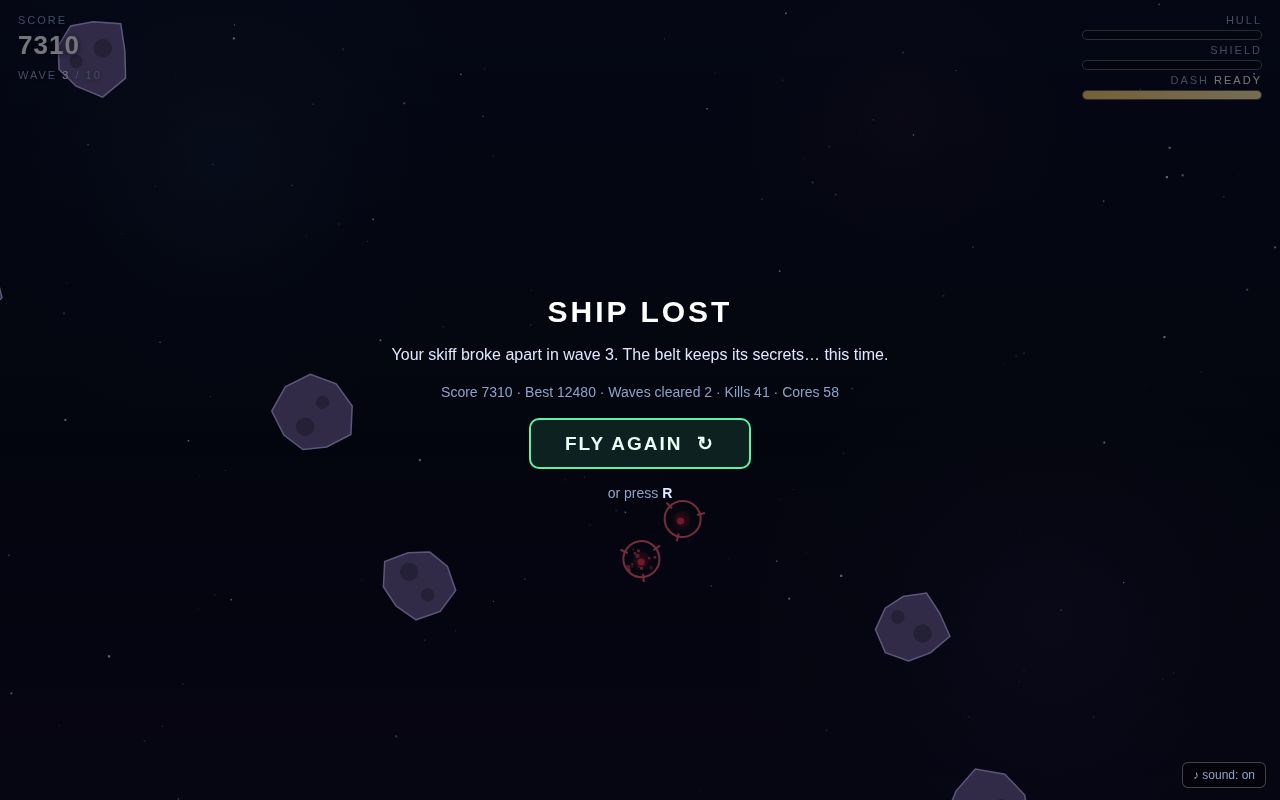 SCORE
7310
WAVE 3 / 10
HULL
SHIELD
DASH READY
SHIP LOST
Your skiff broke apart in wave 3. The belt keeps its secrets… this time.
Score 7310 · Best 12480 · Waves cleared 2 · Kills 41 · Cores 58
FLY AGAIN ↻
or press R
♪ sound: on